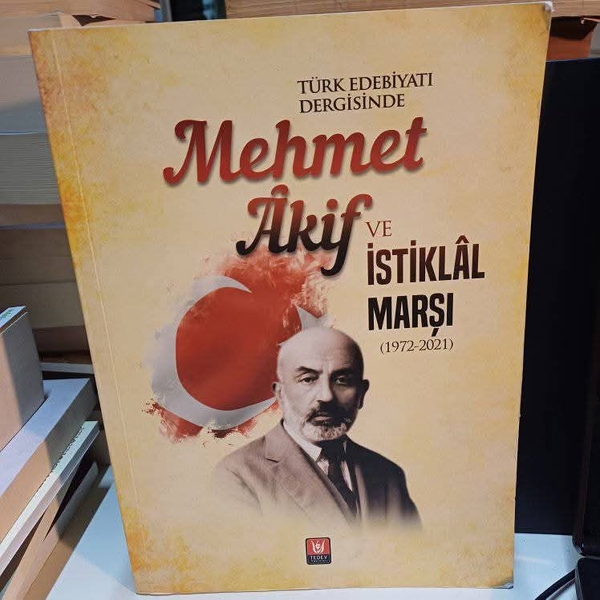 TÜRK EDEBİYATI
DERGİSİNDE
Mehmet
Âkif VE
İSTİKLÂL
MARŞI
(1972-2021)
TEDEV